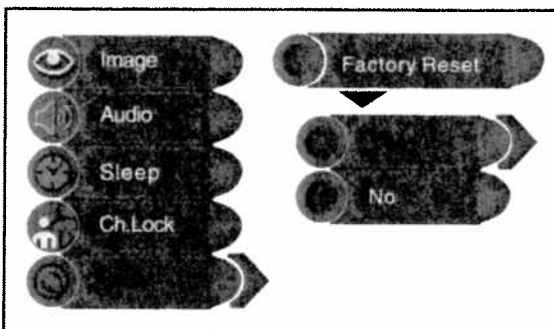 Image
Audio
Sleep
Ch.Lock
Factory Reset
No